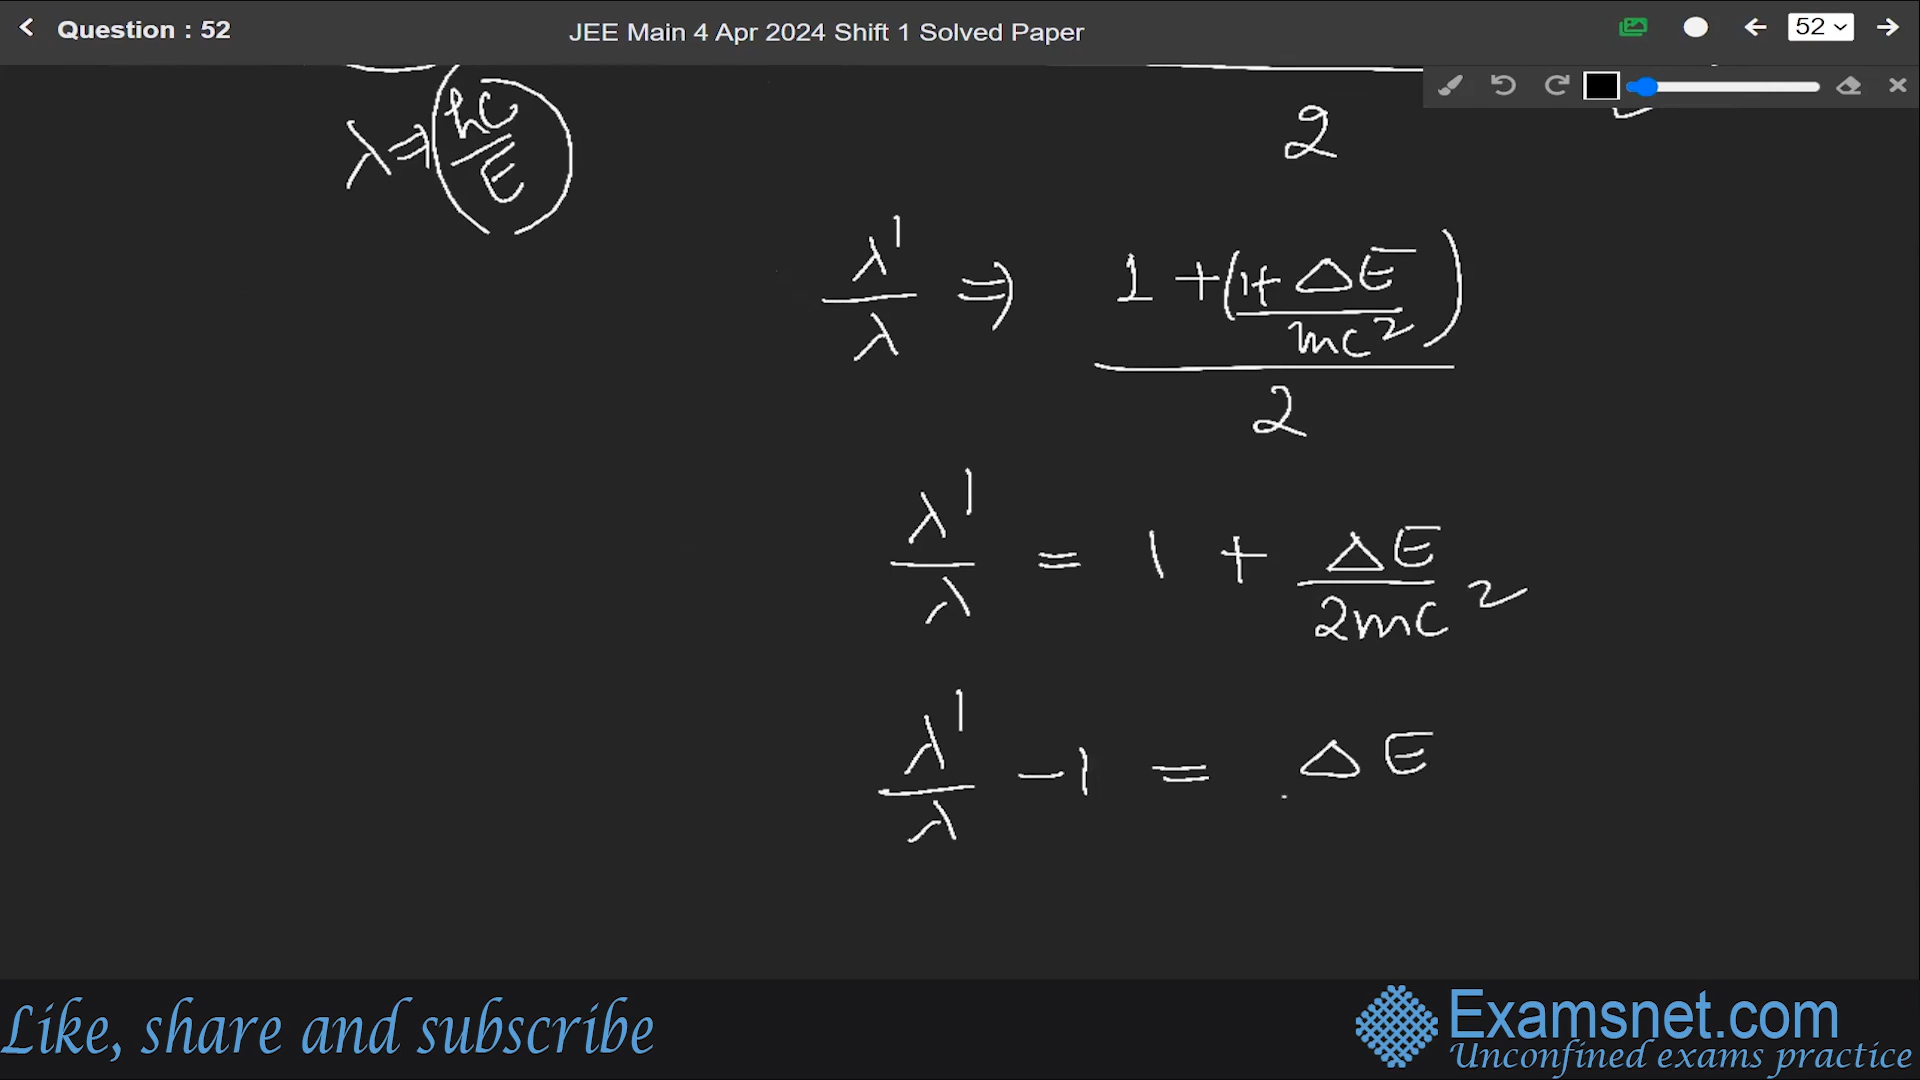 Question : 52
JEE Main 4 Apr 2024 Shift 1 Solved Paper
52
λ ⇒ hc/E
2
λ'/λ ⇒ (1 + (1 + ΔE/mc²))/2
λ'/λ = 1 + ΔE/2mc²
λ'/λ - 1 = ΔE
Like, share and subscribe
Examsnet.com
Unconfined exams practice